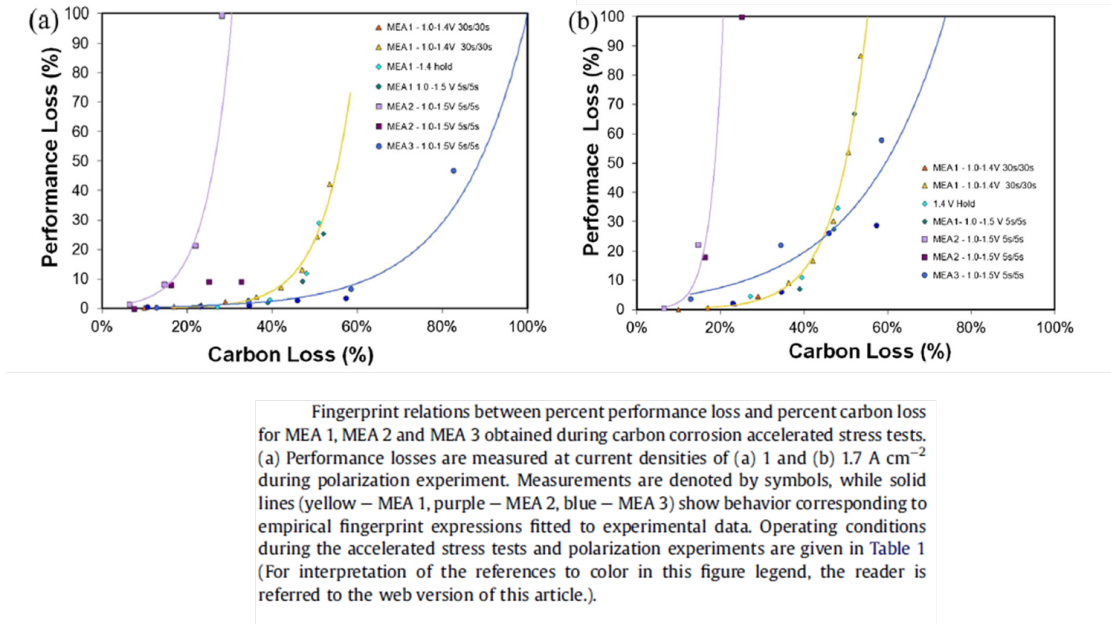 (a)
100
90
80
70
60
50
40
30
20
10
0
Performance Loss (%)
MEA1 - 1.0-1.4V 30s/30s
MEA1 - 1.0-1.4V 30s/30s
MEA1 -1.4 hold
MEA1 1.0 -1.5 V 5s/5s
MEA2 - 1.0-1.5V 5s/5s
MEA2 - 1.0-1.5V 5s/5s
MEA3 - 1.0-1.5V 5s/5s
0% 20% 40% 60% 80% 100%
Carbon Loss (%)
(b)
100
90
80
70
60
50
40
30
20
10
0
Performace Loss (%)
MEA1 - 1.0-1.4V 30s/30s
MEA1 - 1.0-1.4V 30s/30s
1.4 V Hold
MEA1- 1.0 -1.5 V 5s/5s
MEA2 - 1.0-1.5V 5s/5s
MEA2 - 1.0-1.5V 5s/5s
MEA3 - 1.0-1.5V 5s/5s
0% 20% 40% 60% 80% 100%
Carbon Loss (%)
Fingerprint relations between percent performance loss and percent carbon loss
for MEA 1, MEA 2 and MEA 3 obtained during carbon corrosion accelerated stress tests.
(a) Performance losses are measured at current densities of (a) 1 and (b) 1.7 A cm⁻²
during polarization experiment. Measurements are denoted by symbols, while solid
lines (yellow – MEA 1, purple – MEA 2, blue – MEA 3) show behavior corresponding to
empirical fingerprint expressions fitted to experimental data. Operating conditions
during the accelerated stress tests and polarization experiments are given in Table 1
(For interpretation of the references to color in this figure legend, the reader is
referred to the web version of this article.).